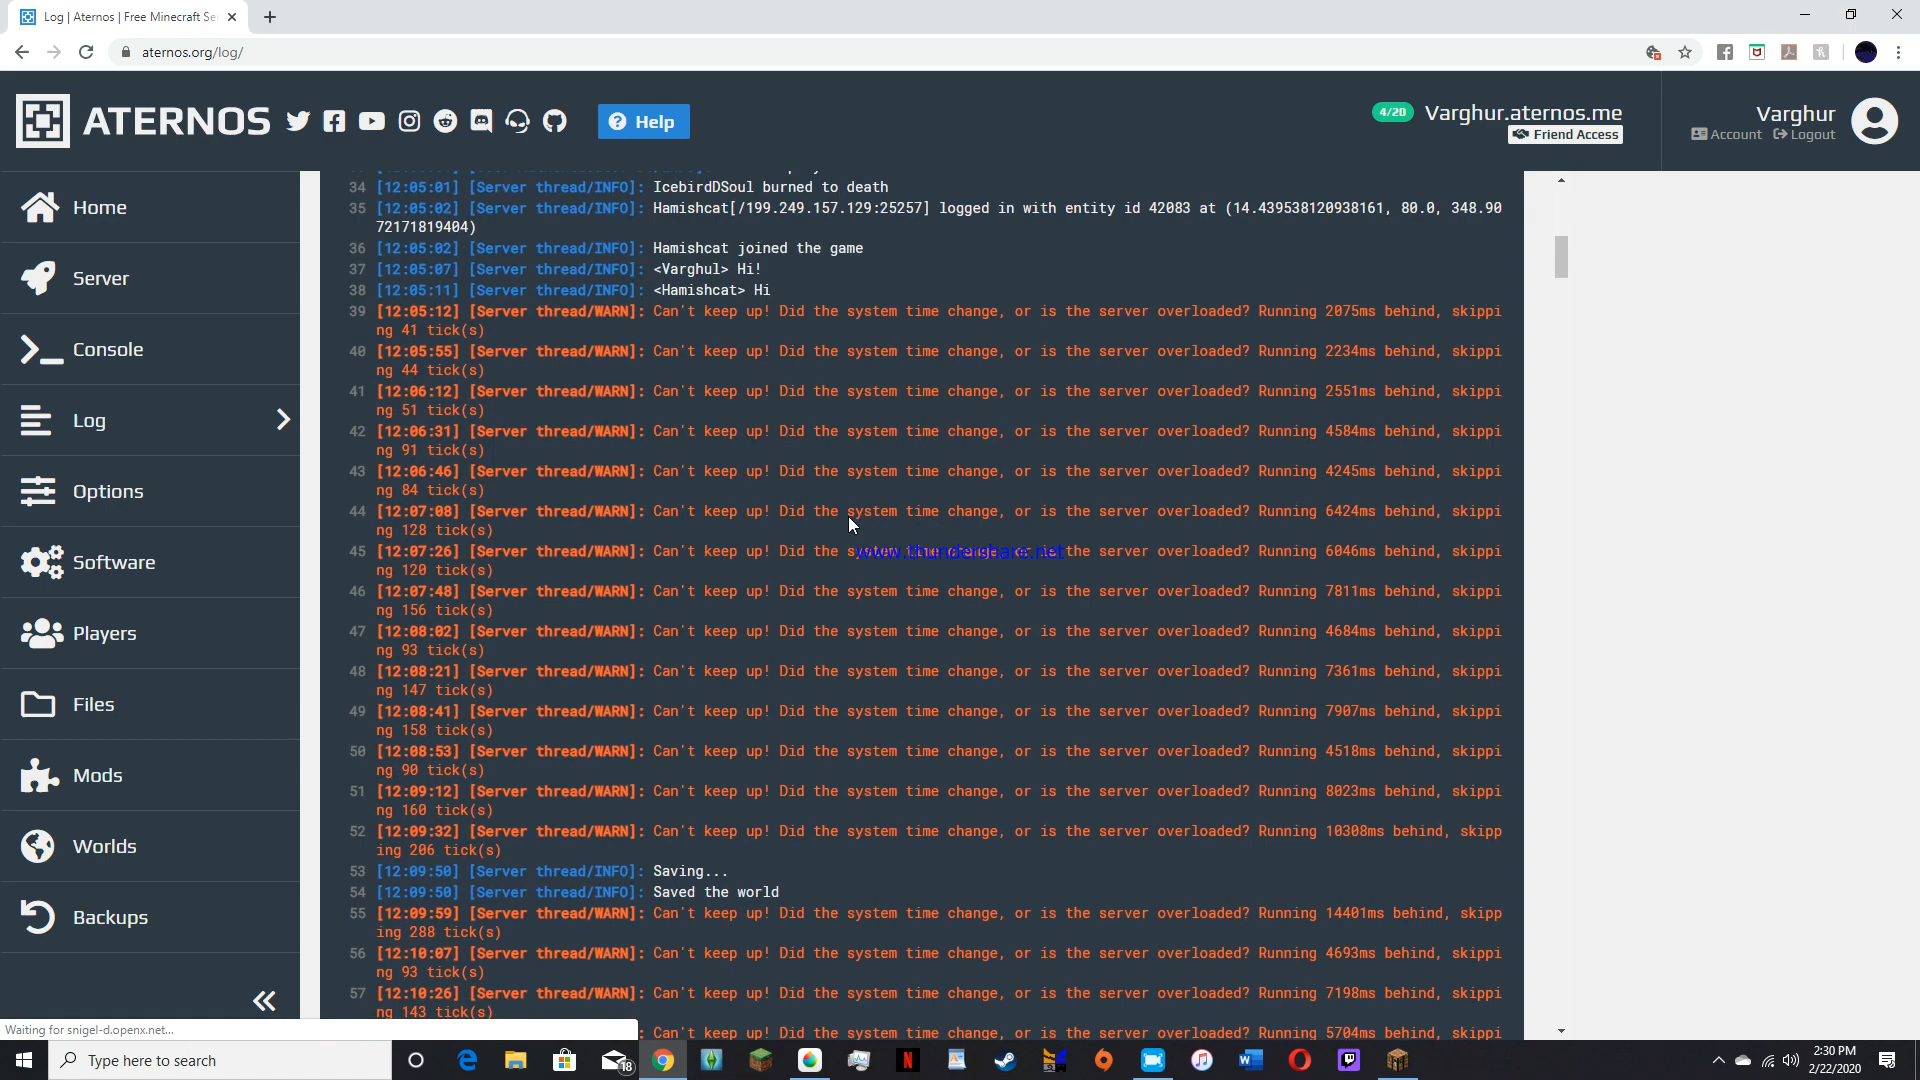 Log | Aternos | Free Minecraft Se
aternos.org/log/
ATERNOS
Help
4/20
Varghur.aternos.me
Friend Access
Varghur
Account
Logout
Home
Server
Console
Log
Options
Software
Players
Files
Mods
Worlds
Backups
34 [12:05:01] [Server thread/INFO]: IcebirdDSoul burned to death
35 [12:05:02] [Server thread/INFO]: Hamishcat[/199.249.157.129:25257] logged in with entity id 42083 at (14.439538120938161, 80.0, 348.90
72171819404)
36 [12:05:02] [Server thread/INFO]: Hamishcat joined the game
37 [12:05:07] [Server thread/INFO]: <Varghul> Hi!
38 [12:05:11] [Server thread/INFO]: <Hamishcat> Hi
39 [12:05:12] [Server thread/WARN]: Can't keep up! Did the system time change, or is the server overloaded? Running 2075ms behind, skippi
ng 41 tick(s)
40 [12:05:55] [Server thread/WARN]: Can't keep up! Did the system time change, or is the server overloaded? Running 2234ms behind, skippi
ng 44 tick(s)
41 [12:06:12] [Server thread/WARN]: Can't keep up! Did the system time change, or is the server overloaded? Running 2551ms behind, skippi
ng 51 tick(s)
42 [12:06:31] [Server thread/WARN]: Can't keep up! Did the system time change, or is the server overloaded? Running 4584ms behind, skippi
ng 91 tick(s)
43 [12:06:46] [Server thread/WARN]: Can't keep up! Did the system time change, or is the server overloaded? Running 4245ms behind, skippi
ng 84 tick(s)
44 [12:07:08] [Server thread/WARN]: Can't keep up! Did the system time change, or is the server overloaded? Running 6424ms behind, skippi
ng 128 tick(s)
45 [12:07:26] [Server thread/WARN]: Can't keep up! Did the system time change, or is the server overloaded? Running 6046ms behind, skippi
www.thundershare.net
ng 120 tick(s)
46 [12:07:48] [Server thread/WARN]: Can't keep up! Did the system time change, or is the server overloaded? Running 7811ms behind, skippi
ng 156 tick(s)
47 [12:08:02] [Server thread/WARN]: Can't keep up! Did the system time change, or is the server overloaded? Running 4684ms behind, skippi
ng 93 tick(s)
48 [12:08:21] [Server thread/WARN]: Can't keep up! Did the system time change, or is the server overloaded? Running 7361ms behind, skippi
ng 147 tick(s)
49 [12:08:41] [Server thread/WARN]: Can't keep up! Did the system time change, or is the server overloaded? Running 7907ms behind, skippi
ng 158 tick(s)
50 [12:08:53] [Server thread/WARN]: Can't keep up! Did the system time change, or is the server overloaded? Running 4518ms behind, skippi
ng 90 tick(s)
51 [12:09:12] [Server thread/WARN]: Can't keep up! Did the system time change, or is the server overloaded? Running 8023ms behind, skippi
ng 160 tick(s)
52 [12:09:32] [Server thread/WARN]: Can't keep up! Did the system time change, or is the server overloaded? Running 10308ms behind, skipp
ing 206 tick(s)
53 [12:09:50] [Server thread/INFO]: Saving...
54 [12:09:50] [Server thread/INFO]: Saved the world
55 [12:09:59] [Server thread/WARN]: Can't keep up! Did the system time change, or is the server overloaded? Running 14401ms behind, skipp
ing 288 tick(s)
56 [12:10:07] [Server thread/WARN]: Can't keep up! Did the system time change, or is the server overloaded? Running 4693ms behind, skippi
ng 93 tick(s)
57 [12:10:26] [Server thread/WARN]: Can't keep up! Did the system time change, or is the server overloaded? Running 7198ms behind, skippi
ng 143 tick(s)
: Can't keep up! Did the system time change, or is the server overloaded? Running 5704ms behind, skippi
Waiting for snigel-d.openx.net...
Type here to search
18
2:30 PM
2/22/2020